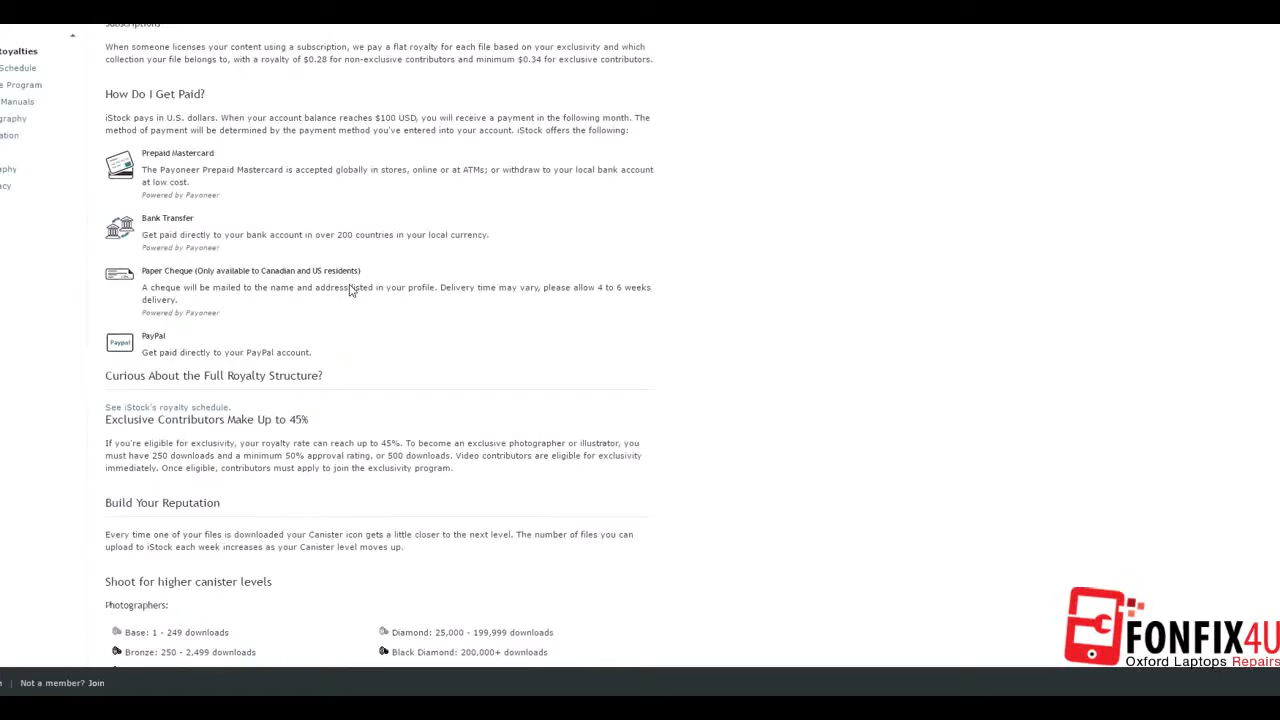 Subscriptions
When someone licenses your content using a subscription, we pay a flat royalty for each file based on your exclusivity and which
collection your file belongs to, with a royalty of $0.28 for non-exclusive contributors and minimum $0.34 for exclusive contributors.
Royalties
Schedule
e Program
Manuals
graphy
ation
aphy
acy
How Do I Get Paid?
iStock pays in U.S. dollars. When your account balance reaches $100 USD, you will receive a payment in the following month. The
method of payment will be determined by the payment method you've entered into your account. iStock offers the following:
Prepaid Mastercard
The Payoneer Prepaid Mastercard is accepted globally in stores, online or at ATMs; or withdraw to your local bank account
at low cost.
Powered by Payoneer
Bank Transfer
Get paid directly to your bank account in over 200 countries in your local currency.
Powered by Payoneer
Paper Cheque (Only available to Canadian and US residents)
A cheque will be mailed to the name and address listed in your profile. Delivery time may vary, please allow 4 to 6 weeks
delivery.
Powered by Payoneer
Paypal
PayPal
Get paid directly to your PayPal account.
Curious About the Full Royalty Structure?
See iStock's royalty schedule.
Exclusive Contributors Make Up to 45%
If you're eligible for exclusivity, your royalty rate can reach up to 45%. To become an exclusive photographer or illustrator, you
must have 250 downloads and a minimum 50% approval rating, or 500 downloads. Video contributors are eligible for exclusivity
immediately. Once eligible, contributors must apply to join the exclusivity program.
Build Your Reputation
Every time one of your files is downloaded your Canister icon gets a little closer to the next level. The number of files you can
upload to iStock each week increases as your Canister level moves up.
Shoot for higher canister levels
Photographers:
Base: 1 - 249 downloads
Diamond: 25,000 - 199,999 downloads
Bronze: 250 - 2,499 downloads
Black Diamond: 200,000+ downloads
FONFIX4U
Oxford Laptops Repairs
Not a member? Join